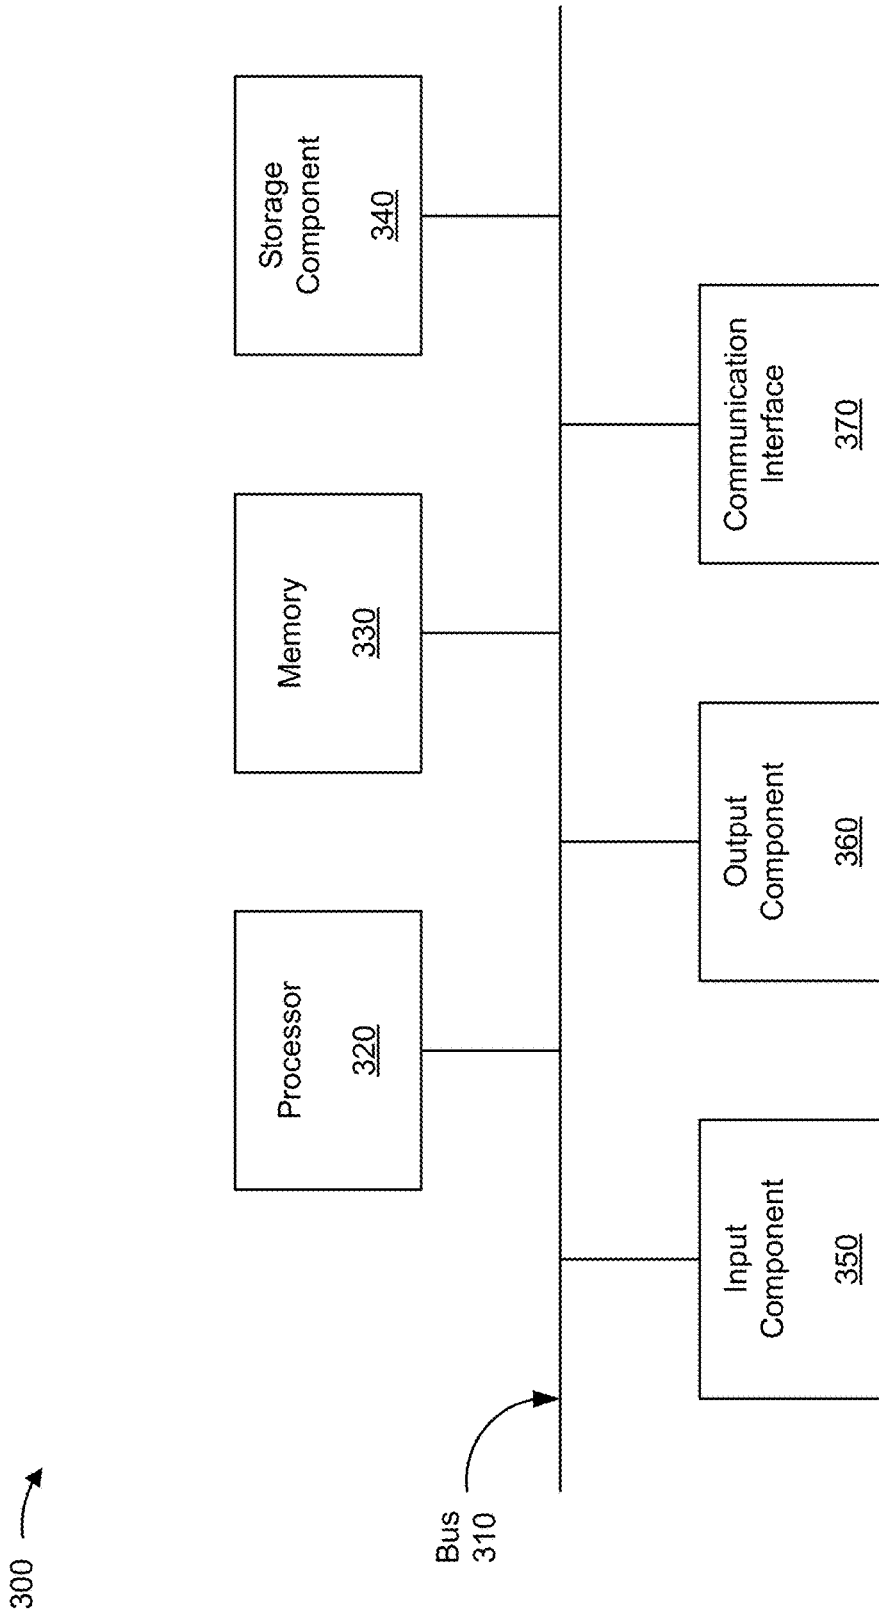 300
Bus
310
Processor
320
Memory
330
Storage
Component
340
Input
Component
350
Output
Component
360
Communication
Interface
370